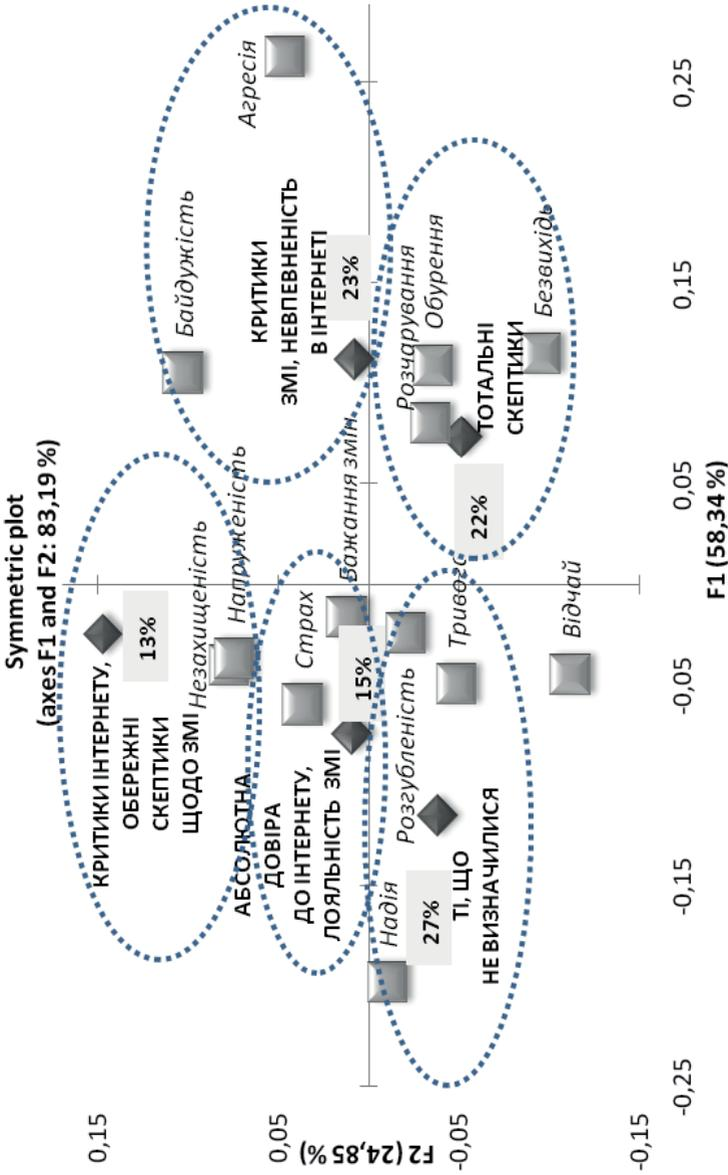 Symmetric plot
(axes F1 and F2: 83,19 %)
F2 (24,85 %)
0,15
0,05
-0,05
-0,15
КРИТИКИ ІНТЕРНЕТУ,
ОБЕРЕЖНІ
СКЕПТИКИ
ЩОДО ЗМІ
13%
Незахищеність
Напруженість
АБСОЛЮТНА
ДОВІРА
ДО ІНТЕРНЕТУ,
ЛОЯЛЬНІСТЬ ЗМІ
15%
Страх
Бажання змін
Байдужість
Агресія
КРИТИКИ
ЗМІ, НЕВПЕВНЕНІСТЬ
В ІНТЕРНЕТІ
23%
Надія
27%
Розгубленість
ТІ, ЩО
НЕ ВИЗНАЧИЛИСЯ
Тривога
Відчай
Розчарування
Обурення
22%
ТОТАЛЬНІ
СКЕПТИКИ
Безвихідь
-0,25
-0,15
-0,05
0,05
0,15
0,25
F1 (58,34 %)